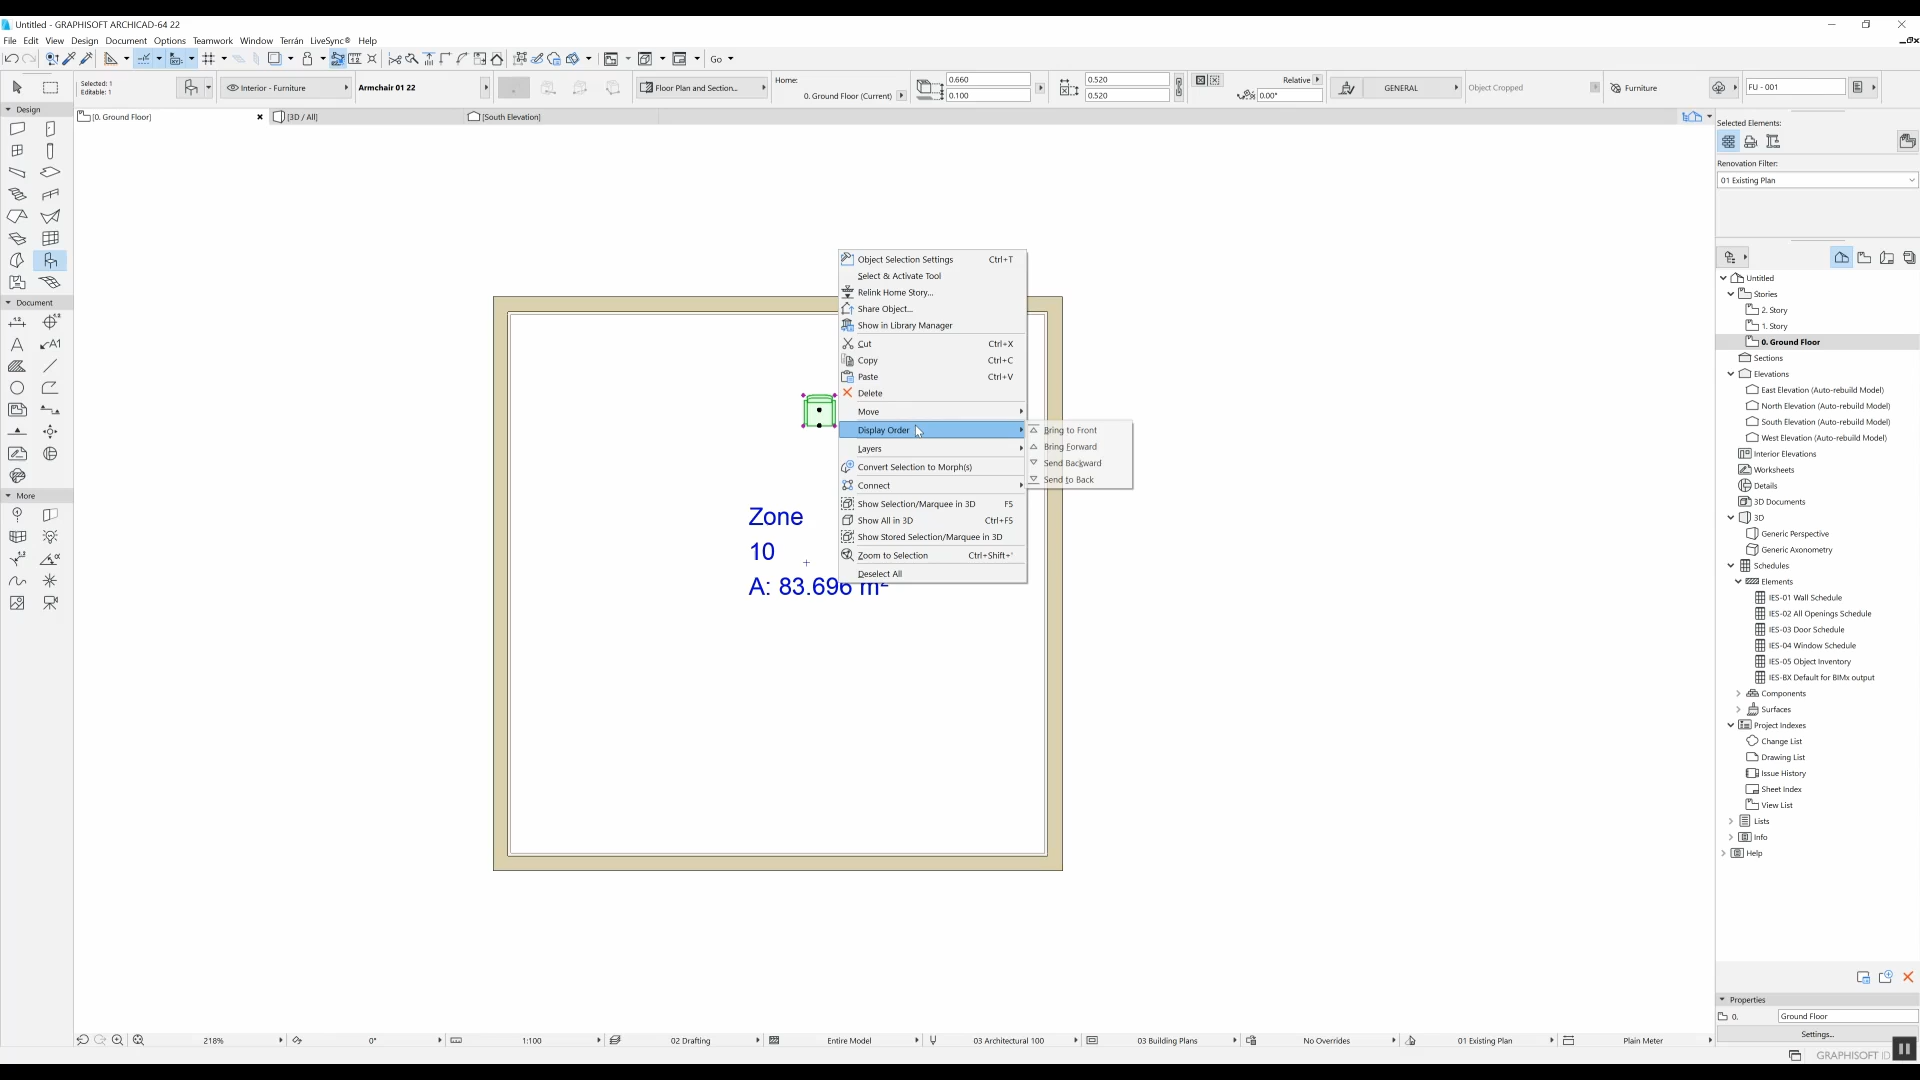 Untitled - GRAPHISOFT ARCHICAD-64 22
File Edit View Design Document Options Teamwork Window Terrán LiveSync® Help
Go
Selected: 1
Editable: 1
Interior - Furniture
Armchair 01 22
Floor Plan and Section...
Home:
0. Ground Floor (Current)
0.660
0.100
0.520
0.520
Relative
0.00°
GENERAL
Object Cropped
Furniture
FU - 001
Design
[0. Ground Floor]
[3D / All]
[South Elevation]
Document
More
Object Selection Settings Ctrl+T
Select & Activate Tool
Relink Home Story...
Share Object...
Show in Library Manager
Cut Ctrl+X
Copy Ctrl+C
Paste Ctrl+V
Delete
Move
Display Order
Layers
Convert Selection to Morph(s)
Connect
Show Selection/Marquee in 3D F5
Show All in 3D Ctrl+F5
Show Stored Selection/Marquee in 3D
Zoom to Selection Ctrl+Shift+'
Deselect All
Bring to Front
Bring Forward
Send Backward
Send to Back
Zone
10
A: 83.696 m²
Selected Elements:
Renovation Filter:
01 Existing Plan
Untitled
Stories
2. Story
1. Story
0. Ground Floor
Sections
Elevations
East Elevation (Auto-rebuild Model)
North Elevation (Auto-rebuild Model)
South Elevation (Auto-rebuild Model)
West Elevation (Auto-rebuild Model)
Interior Elevations
Worksheets
Details
3D Documents
3D
Generic Perspective
Generic Axonometry
Schedules
Elements
IES-01 Wall Schedule
IES-02 All Openings Schedule
IES-03 Door Schedule
IES-04 Window Schedule
IES-05 Object Inventory
IES-BX Default for BIMx output
Components
Surfaces
Project Indexes
Change List
Drawing List
Issue History
Sheet Index
View List
Lists
Info
Help
Properties
0. Ground Floor
Settings...
218% 0° 1:100 02 Drafting Entire Model 03 Architectural 100 03 Building Plans No Overrides 01 Existing Plan Plain Meter
GRAPHISOFT ID